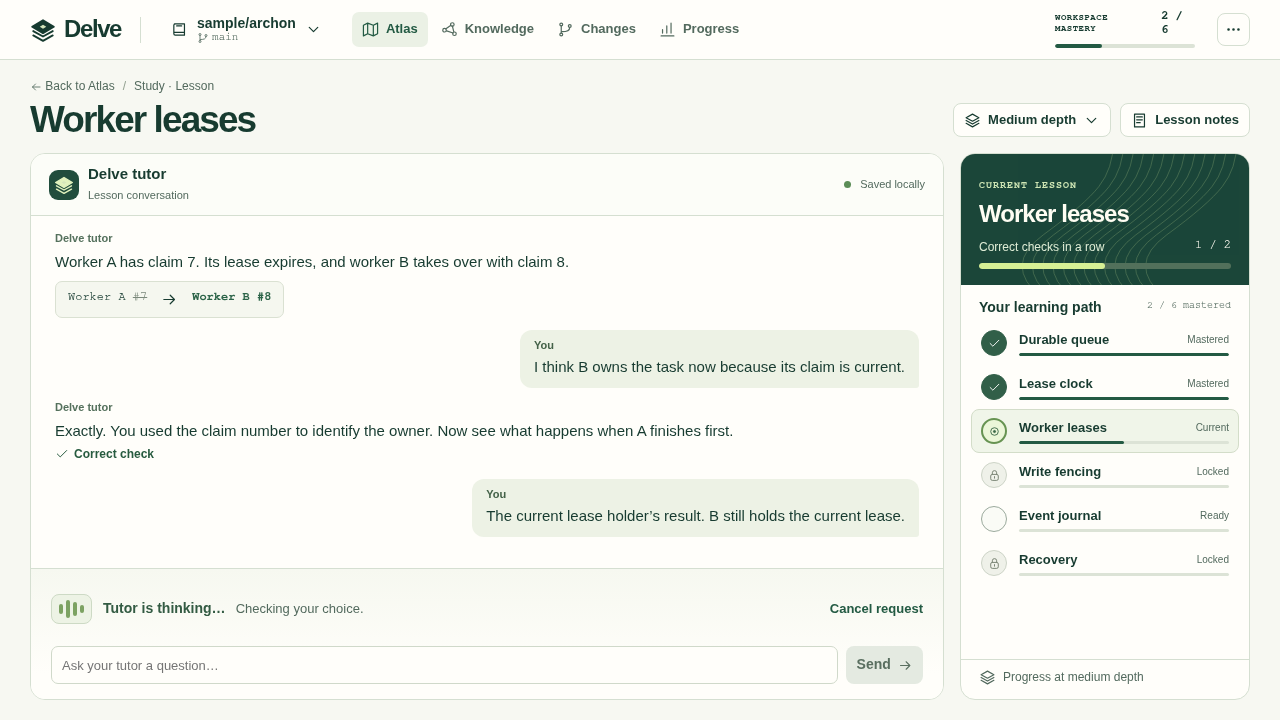 Delve
sample/archon
main
Atlas
Knowledge
Changes
Progress
WORKSPACE MASTERY
2 / 6
Back to Atlas / Study · Lesson
Worker leases
Medium depth
Lesson notes
Delve tutor
Lesson conversation
Saved locally
Delve tutor
Worker A has claim 7. Its lease expires, and worker B takes over with claim 8.
Worker A #7 → Worker B #8
You
I think B owns the task now because its claim is current.
Delve tutor
Exactly. You used the claim number to identify the owner. Now see what happens when A finishes first.
Correct check
You
The current lease holder’s result. B still holds the current lease.
Tutor is thinking… Checking your choice.
Cancel request
Ask your tutor a question…
Send
CURRENT LESSON
Worker leases
Correct checks in a row
1 / 2
Your learning path
2 / 6 mastered
Durable queue
Mastered
Lease clock
Mastered
Worker leases
Current
Write fencing
Locked
Event journal
Ready
Recovery
Locked
Progress at medium depth